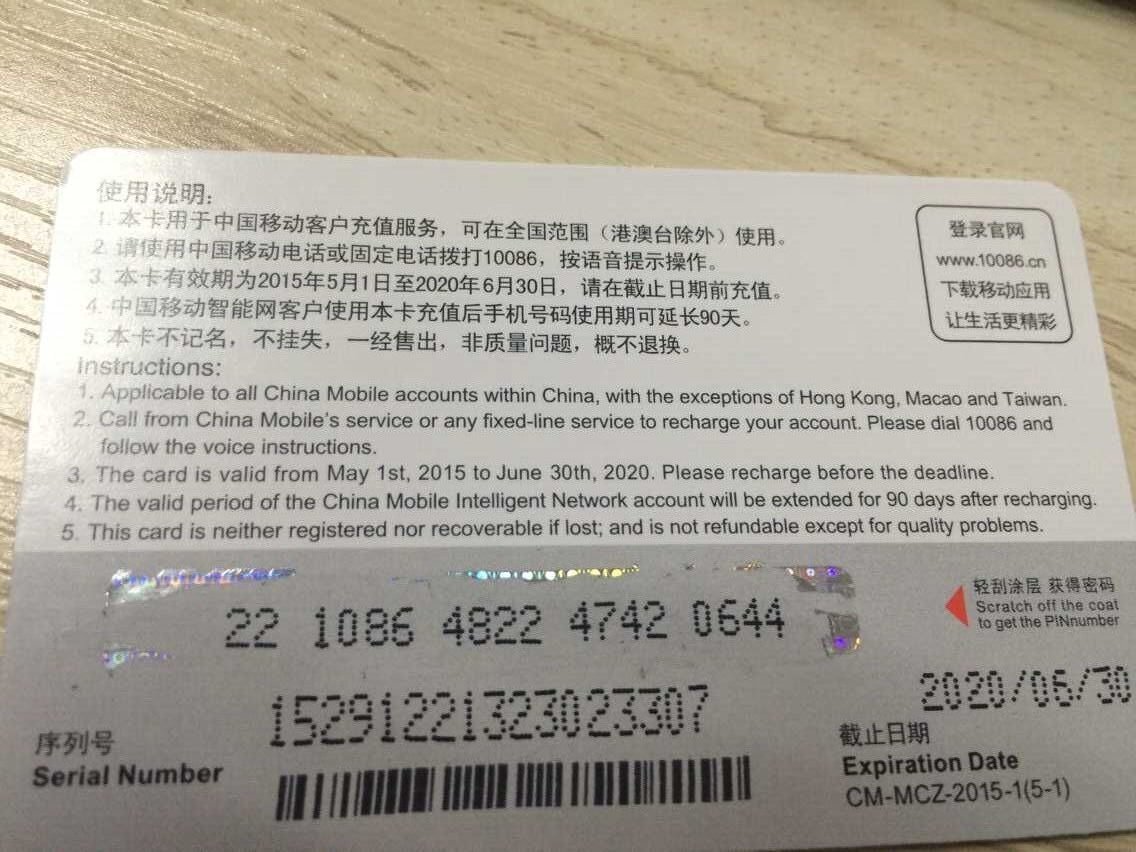 使用说明：
1. 本卡用于中国移动客户充值服务，可在全国范围（港澳台除外）使用。
2. 请使用中国移动电话或固定电话拨打10086，按语音提示操作。
3. 本卡有效期为2015年5月1日至2020年6月30日，请在截止日期前充值。
4. 中国移动智能网客户使用本卡充值后手机号码使用期可延长90天。
5. 本卡不记名，不挂失，一经售出，非质量问题，概不退换。
登录官网
www.10086.cn
下载移动应用
让生活更精彩
Instructions:
1. Applicable to all China Mobile accounts within China, with the exceptions of Hong Kong, Macao and Taiwan.
2. Call from China Mobile's service or any fixed-line service to recharge your account. Please dial 10086 and
follow the voice instructions.
3. The card is valid from May 1st, 2015 to June 30th, 2020. Please recharge before the deadline.
4. The valid period of the China Mobile Intelligent Network account will be extended for 90 days after recharging.
5. This card is neither registered nor recoverable if lost; and is not refundable except for quality problems.
22 1086 4822 4742 0644
轻刮涂层 获得密码
Scratch off the coat
to get the PINnumber
15291221323023307
序列号
Serial Number
2020/06/30
截止日期
Expiration Date
CM-MCZ-2015-1(5-1)